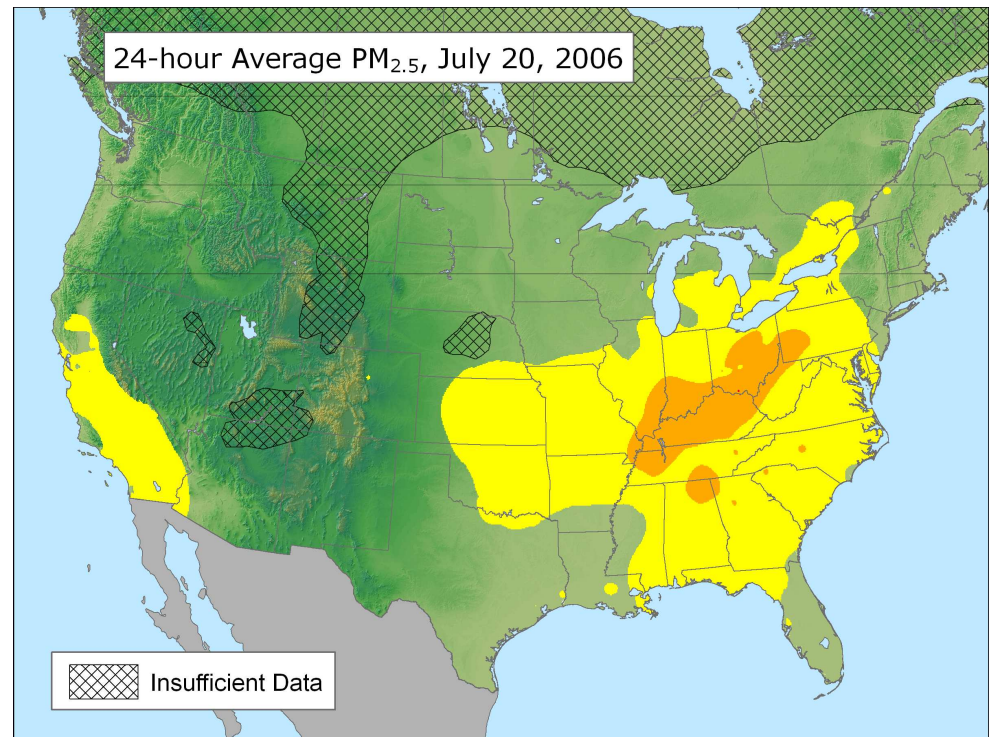 24-hour Average PM₂.₅, July 20, 2006
Insufficient Data